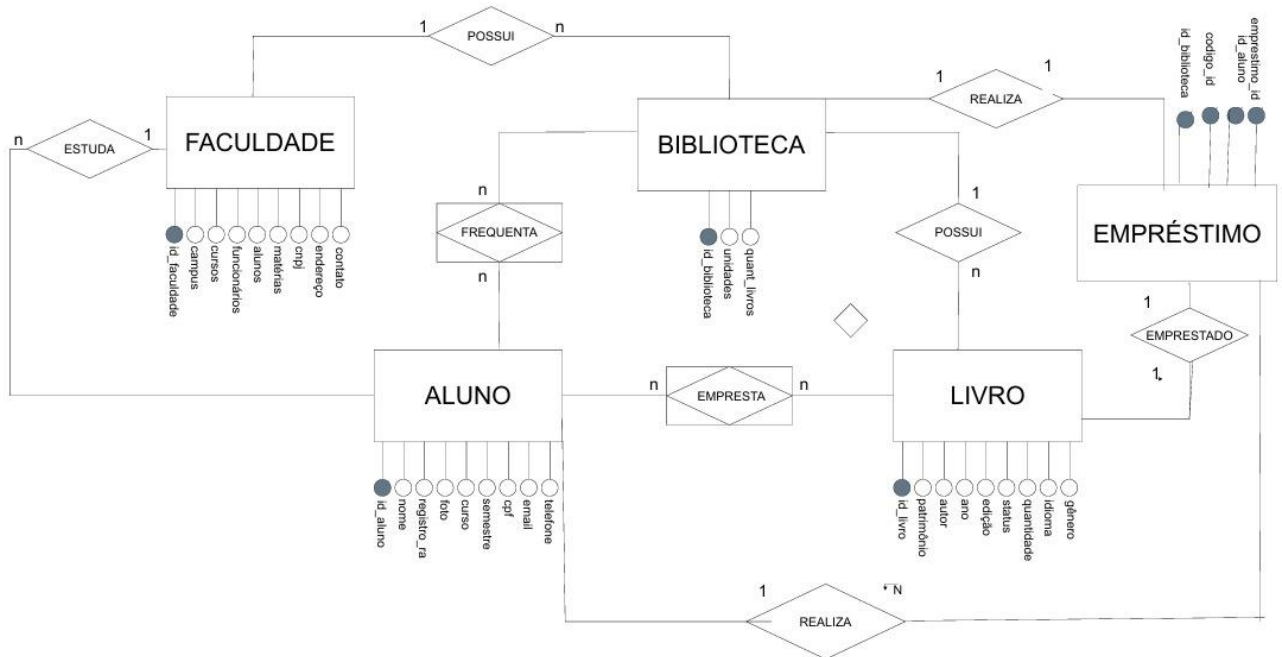 1
POSSUI
n
id_biblioteca
codigo_id
id_aluno
emprestimo_id
1
REALIZA
1
n
ESTUDA
1
FACULDADE
BIBLIOTECA
n
FREQUENTA
n
1
POSSUI
n
EMPRÉSTIMO
id_faculdade
campus
cursos
funcionários
alunos
matérias
cnpj
endereço
contato
id_biblioteca
unidades
quant_livros
1
EMPRESTADO
1
ALUNO
n
EMPRESTA
n
LIVRO
id_aluno
nome
registro_ra
foto
curso
semestre
cpf
email
telefone
id_livro
patrimônio
autor
ano
edição
status
quantidade
idioma
gênero
1
REALIZA
N